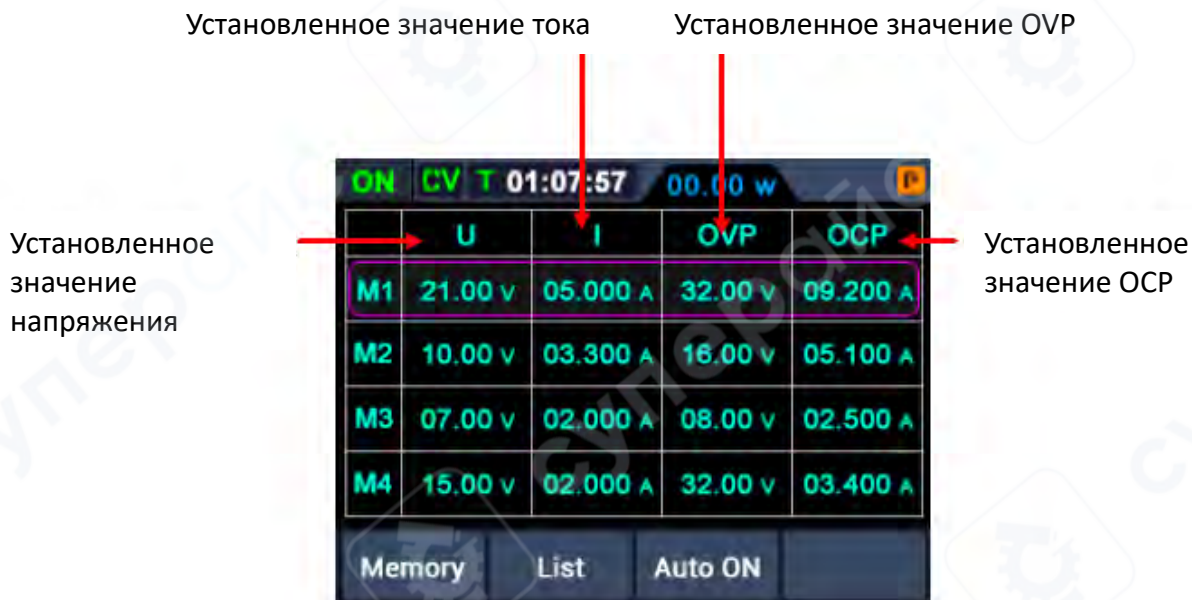 Установленное значение тока
Установленное значение OVP
ON CV T 01:07:57 00.00 W P
U I OVP OCP
Установленное
значение
напряжения
Установленное
значение OCP
M1 21.00 V 05.000 A 32.00 V 09.200 A
M2 10.00 V 03.300 A 16.00 V 05.100 A
M3 07.00 V 02.000 A 08.00 V 02.500 A
M4 15.00 V 02.000 A 32.00 V 03.400 A
Memory List Auto ON
суперайс